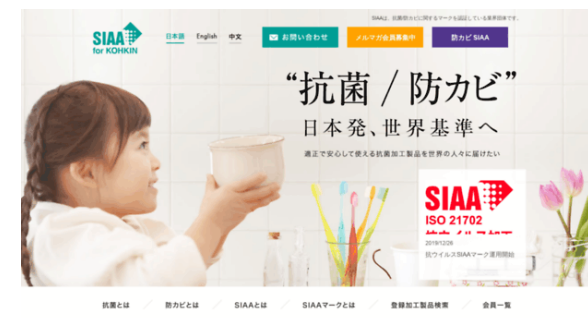 SIAAは、抗菌/防カビに関するマークを認証している業界団体です。
SIAA
for KOHKIN
日本語 English 中文
お問い合わせ
メルマガ会員募集中
防カビ SIAA
“抗菌 / 防カビ”
日本発、世界基準へ
適正で安心して使える抗菌加工製品を世界の人々に届けたい
SIAA
ISO 21702
2019/12/28
抗ウイルスSIAAマーク運用開始
抗菌とは / 防カビとは / SIAAとは / SIAAマークとは / 登録加工製品検索 / 会員一覧